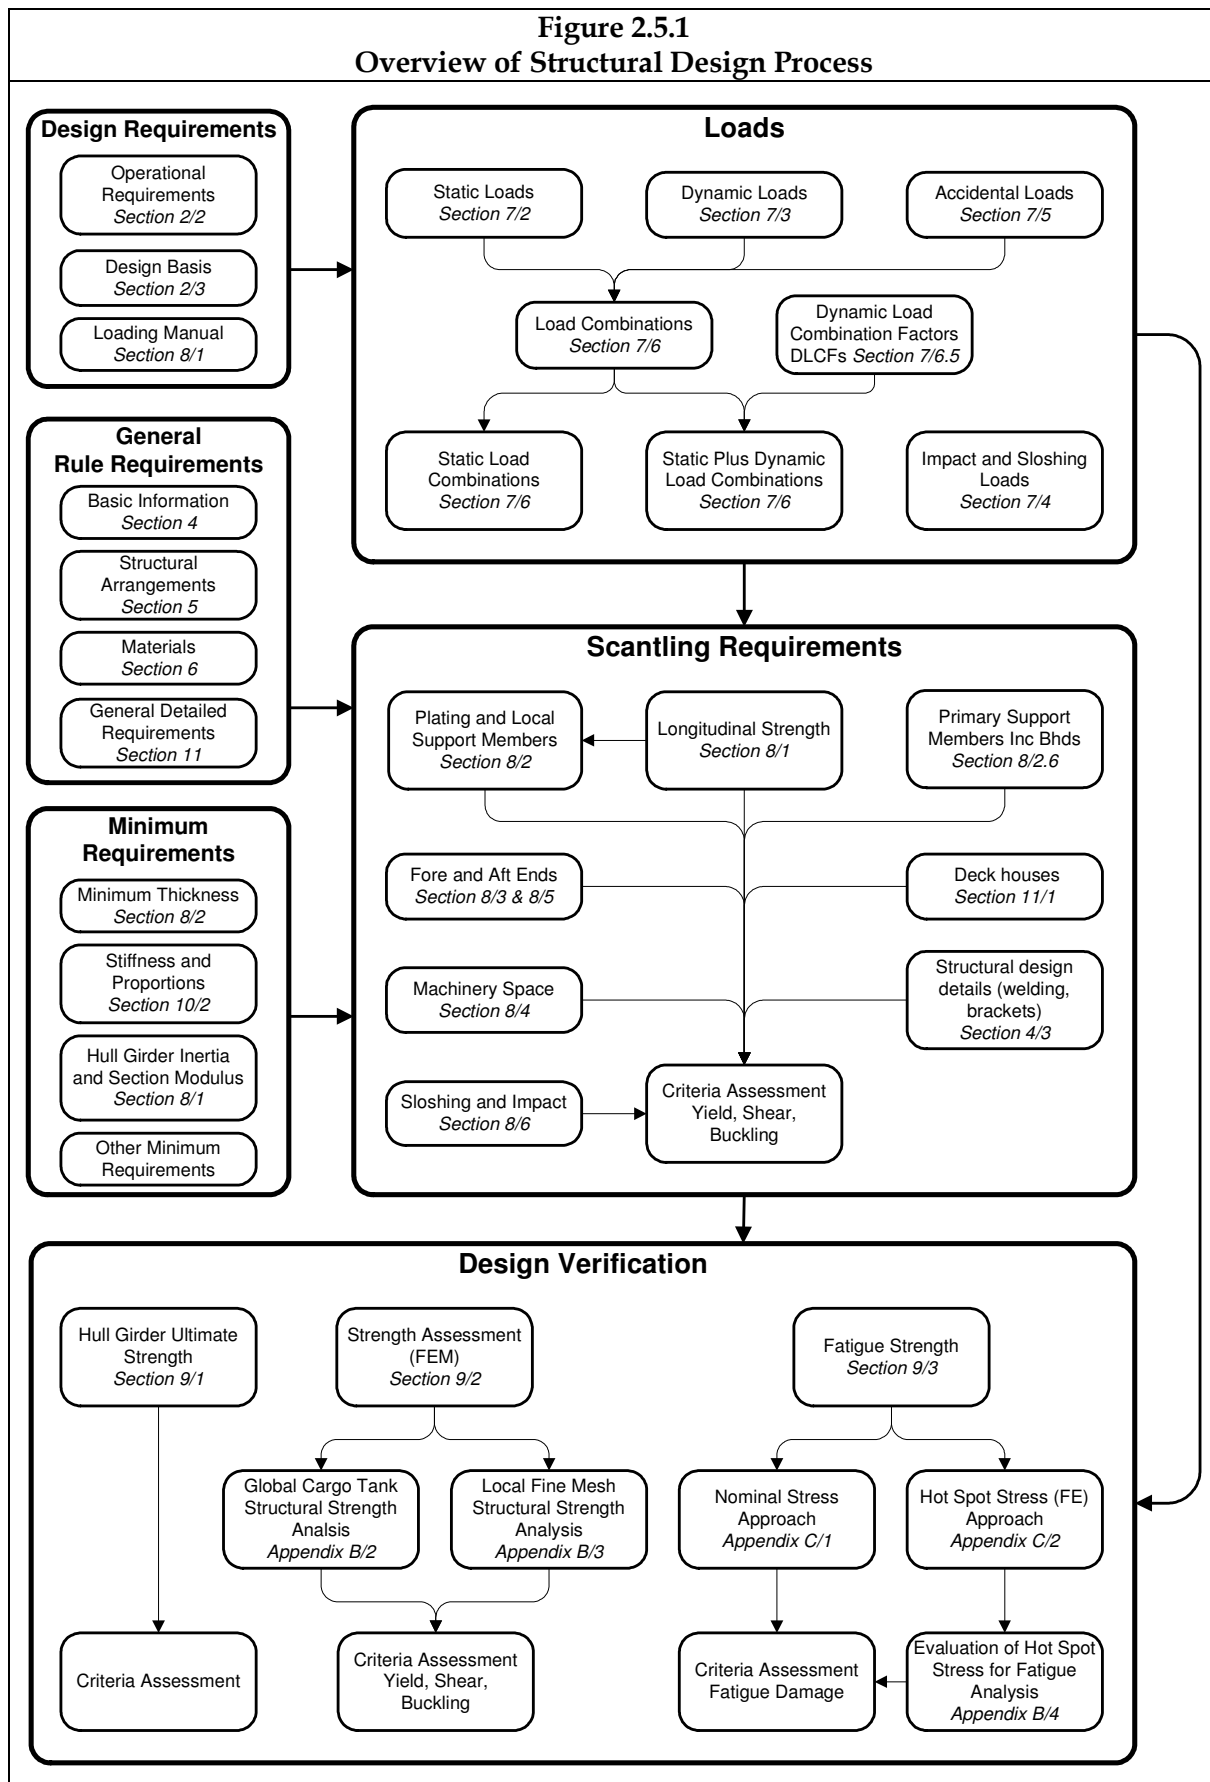 Figure 2.5.1
Overview of Structural Design Process
Design Requirements
Operational
Requirements
Section 2/2
Design Basis
Section 2/3
Loading Manual
Section 8/1
Loads
Static Loads
Section 7/2
Dynamic Loads
Section 7/3
Accidental Loads
Section 7/5
Load Combinations
Section 7/6
Dynamic Load
Combination Factors
DLCFs Section 7/6.5
Static Load
Combinations
Section 7/6
Static Plus Dynamic
Load Combinations
Section 7/6
Impact and Sloshing
Loads
Section 7/4
General
Rule Requirements
Basic Information
Section 4
Structural
Arrangements
Section 5
Materials
Section 6
General Detailed
Requirements
Section 11
Scantling Requirements
Plating and Local
Support Members
Section 8/2
Longitudinal Strength
Section 8/1
Primary Support
Members Inc Bhds
Section 8/2.6
Fore and Aft Ends
Section 8/3 & 8/5
Deck houses
Section 11/1
Machinery Space
Section 8/4
Structural design
details (welding,
brackets)
Section 4/3
Sloshing and Impact
Section 8/6
Criteria Assessment
Yield, Shear,
Buckling
Minimum
Requirements
Minimum Thickness
Section 8/2
Stiffness and
Proportions
Section 10/2
Hull Girder Inertia
and Section Modulus
Section 8/1
Other Minimum
Requirements
Design Verification
Hull Girder Ultimate
Strength
Section 9/1
Strength Assessment
(FEM)
Section 9/2
Fatigue Strength
Section 9/3
Global Cargo Tank
Structural Strength
Analsis
Appendix B/2
Local Fine Mesh
Structural Strength
Analysis
Appendix B/3
Nominal Stress
Approach
Appendix C/1
Hot Spot Stress (FE)
Approach
Appendix C/2
Criteria Assessment
Criteria Assessment
Yield, Shear,
Buckling
Criteria Assessment
Fatigue Damage
Evaluation of Hot Spot
Stress for Fatigue
Analysis
Appendix B/4